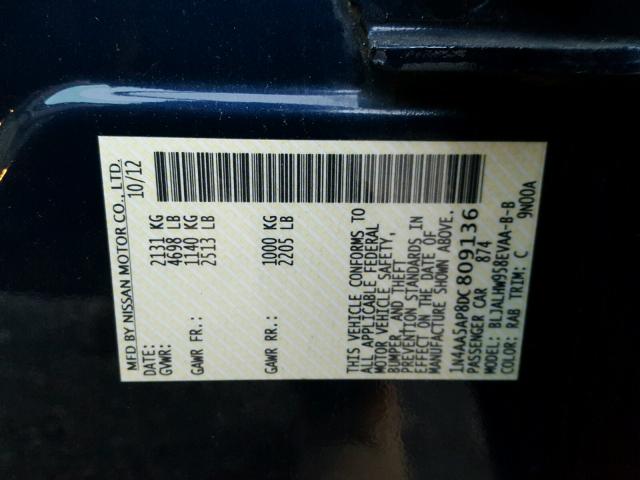 MFD BY NISSAN MOTOR CO., LTD.
DATE: 10/12
GVWR: 2131 KG
4698 LB
GAWR FR.: 1140 KG
2513 LB
GAWR RR.: 1000 KG
2205 LB
THIS VEHICLE CONFORMS TO
ALL APPLICABLE FEDERAL
MOTOR VEHICLE SAFETY,
BUMPER, AND THEFT
PREVENTION STANDARDS IN
EFFECT ON THE DATE OF
MANUFACTURE SHOWN ABOVE.
1N4AA5AP8DC809136
PASSENGER CAR 874
MODEL: BLJALHW958EVAA-B-B
COLOR: RAB TRIM: C 9N00A